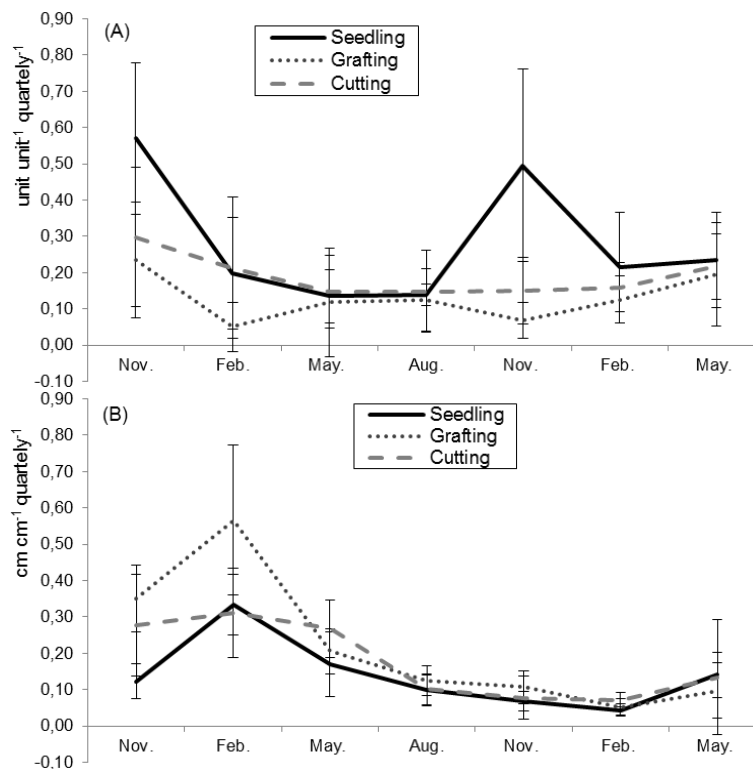 (A)
Seedling
Grafting
Cutting
unit unit⁻¹ quartely⁻¹
0,90
0,80
0,70
0,60
0,50
0,40
0,30
0,20
0,10
0,00
-0.10
Nov. Feb. May. Aug. Nov. Feb. May.
(B)
Seedling
Grafting
Cutting
cm cm⁻¹ quartely⁻¹
0,90
0,80
0,70
0,60
0,50
0,40
0,30
0,20
0,10
0,00
-0,10
Nov. Feb. May. Aug. Nov. Feb. May.